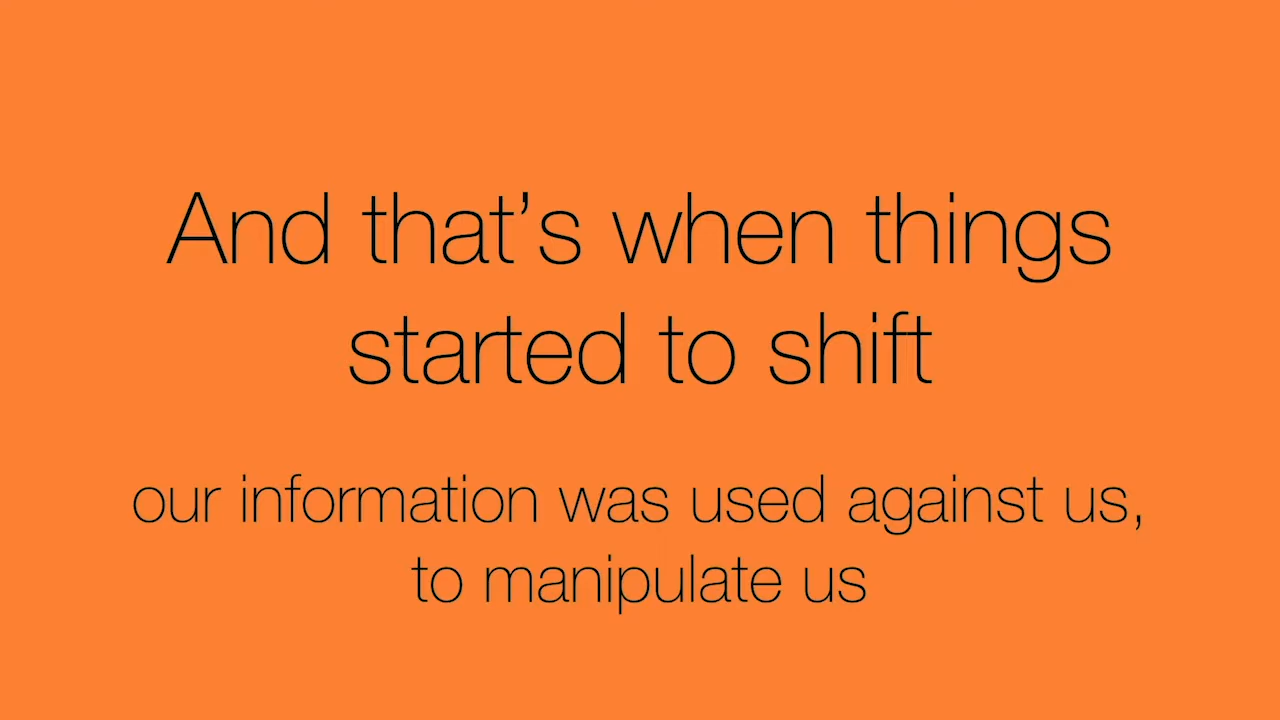 And that’s when things
started to shift
our information was used against us,
to manipulate us